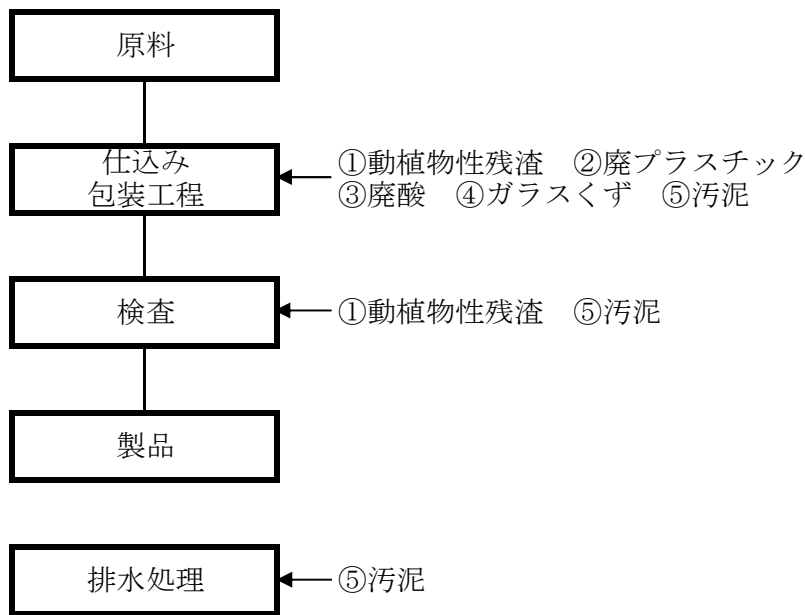 原料
仕込み
包装工程
①動植物性残渣　②廃プラスチック
③廃酸　④ガラスくず　⑤汚泥
検査
①動植物性残渣　⑤汚泥
製品
排水処理
⑤汚泥